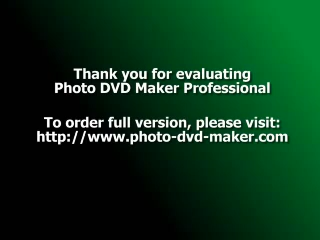 Thank you for evaluating
Photo DVD Maker Professional
To order full version, please visit:
http://www.photo-dvd-maker.com